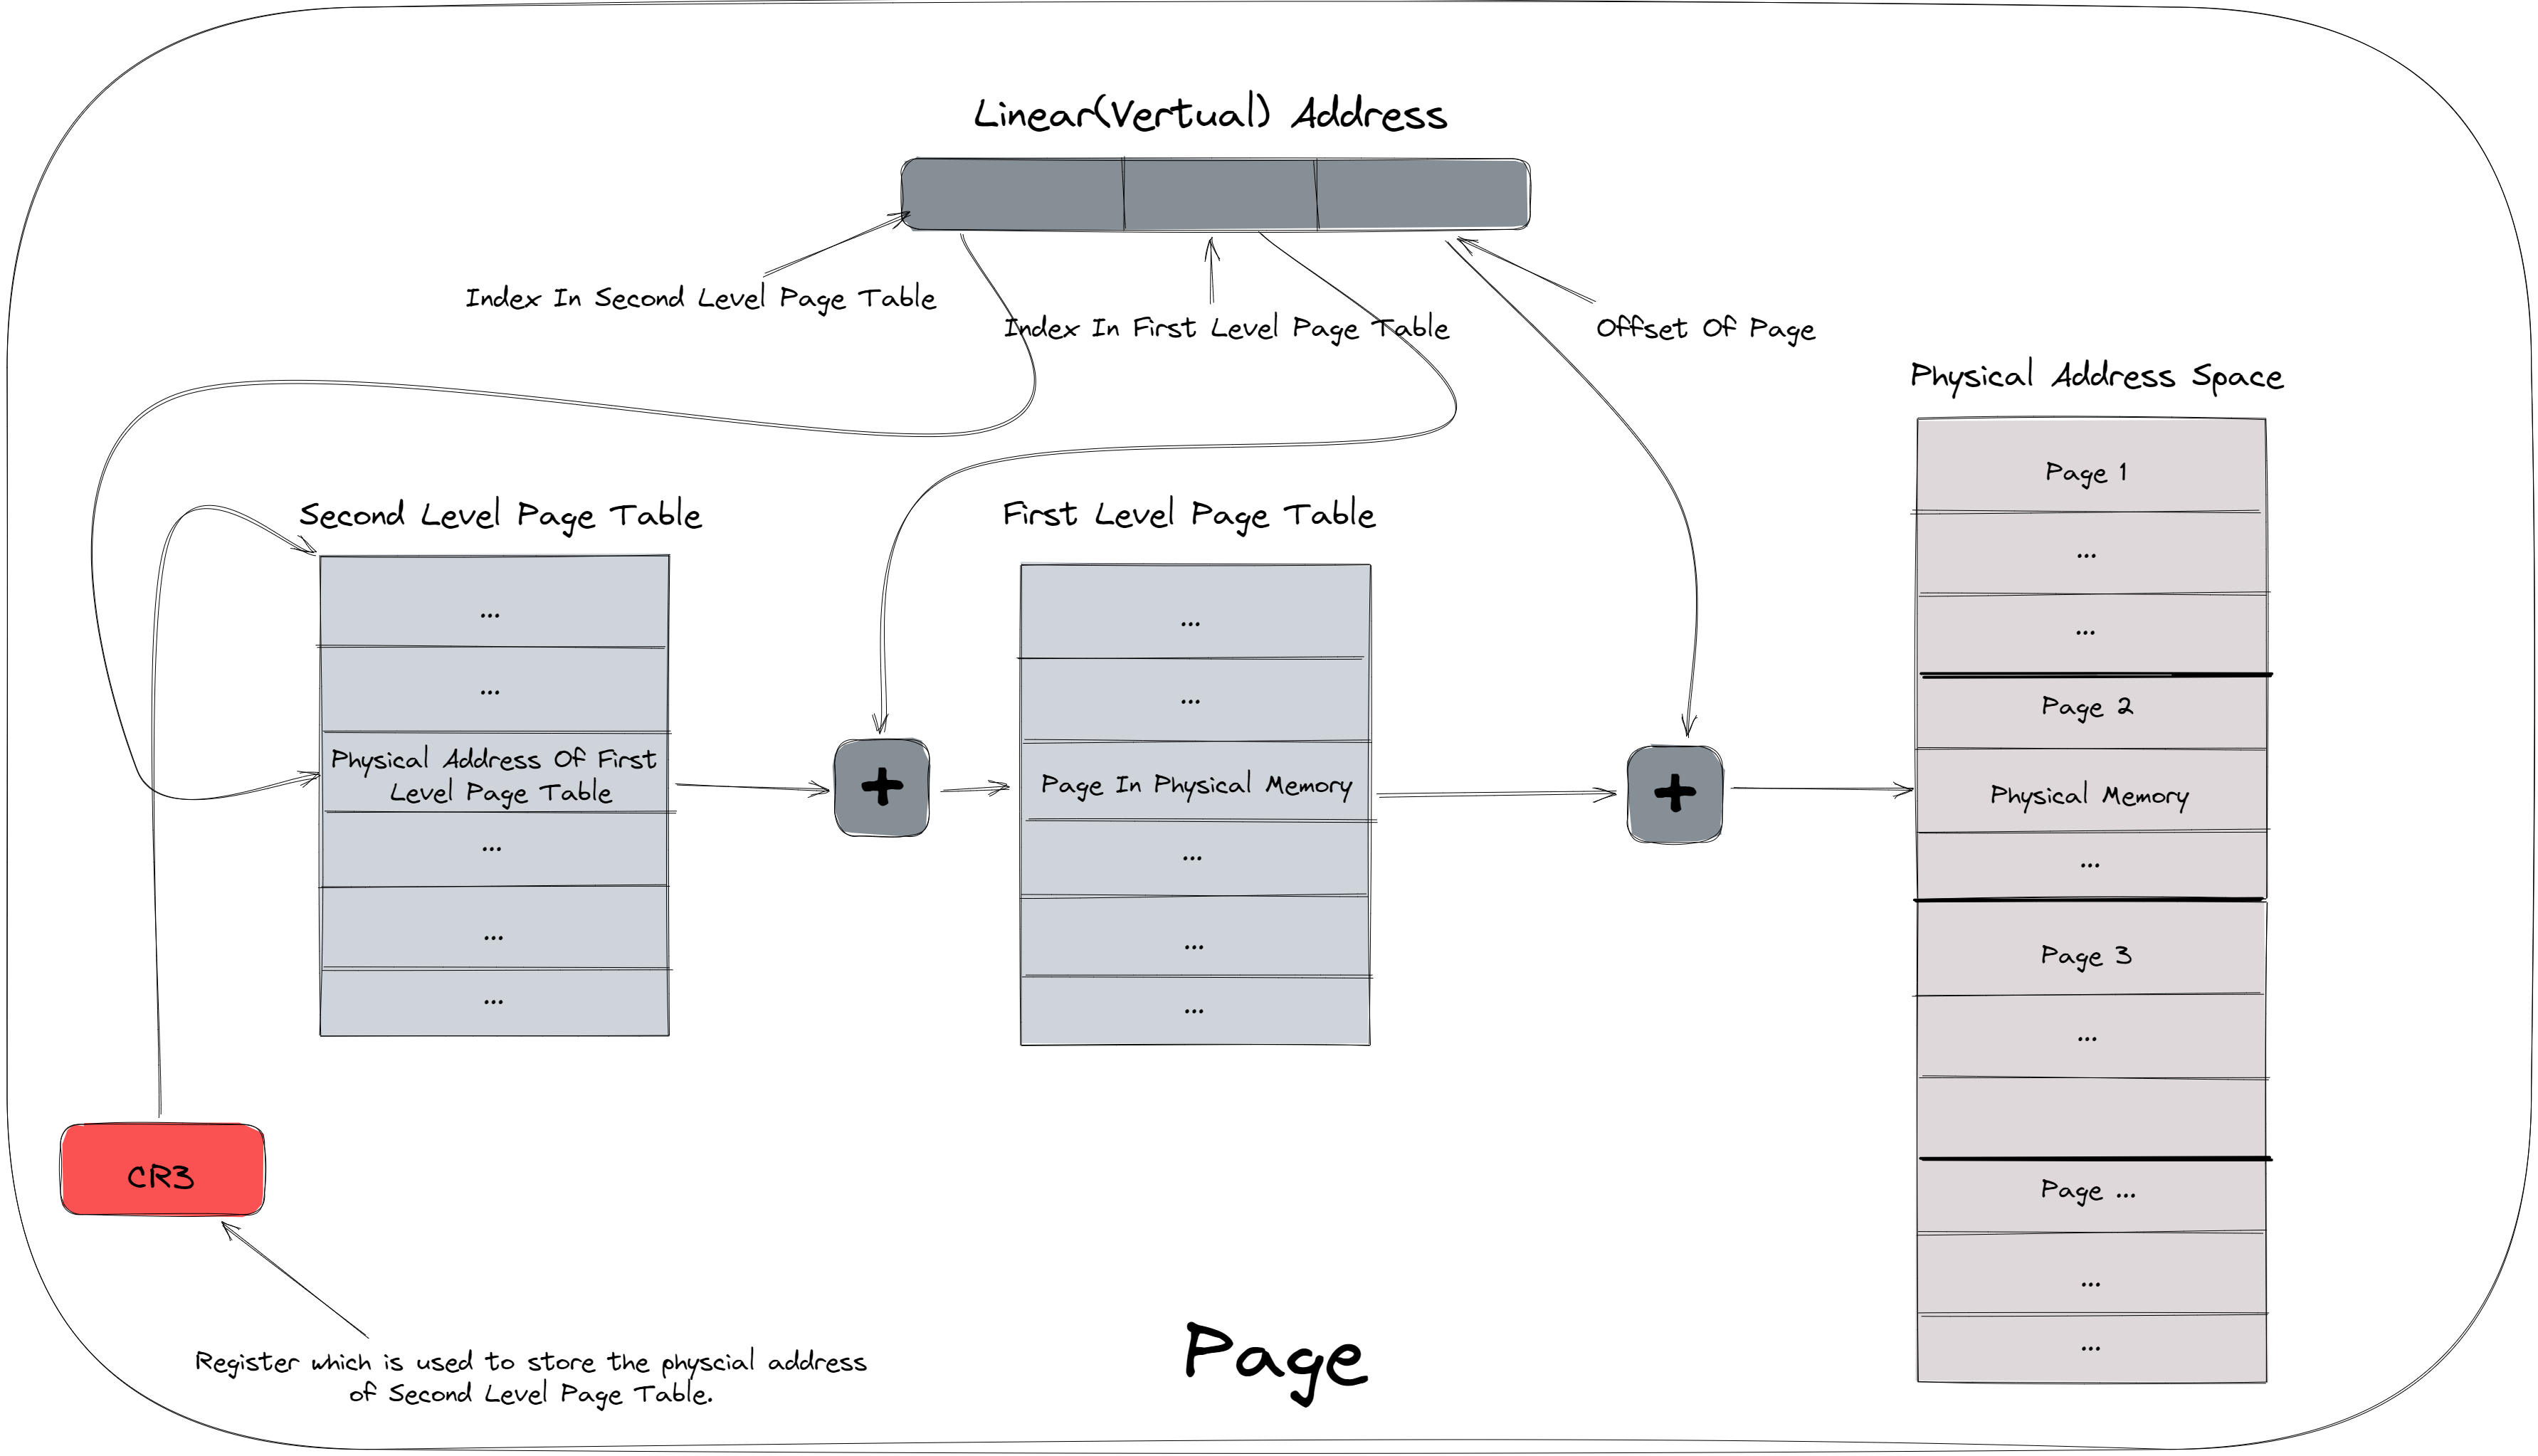 Linear(Vertual) Address
Index In Second Level Page Table
Index In First Level Page Table
Offset Of Page
Second Level Page Table
...
...
Physical Address Of First
Level Page Table
...
...
...
+
First Level Page Table
...
...
Page In Physical Memory
...
...
...
+
Physical Address Space
Page 1
...
...
Page 2
Physical Memory
...
Page 3
...
Page ...
...
...
CR3
Register which is used to store the physcial address
of Second Level Page Table.
Page